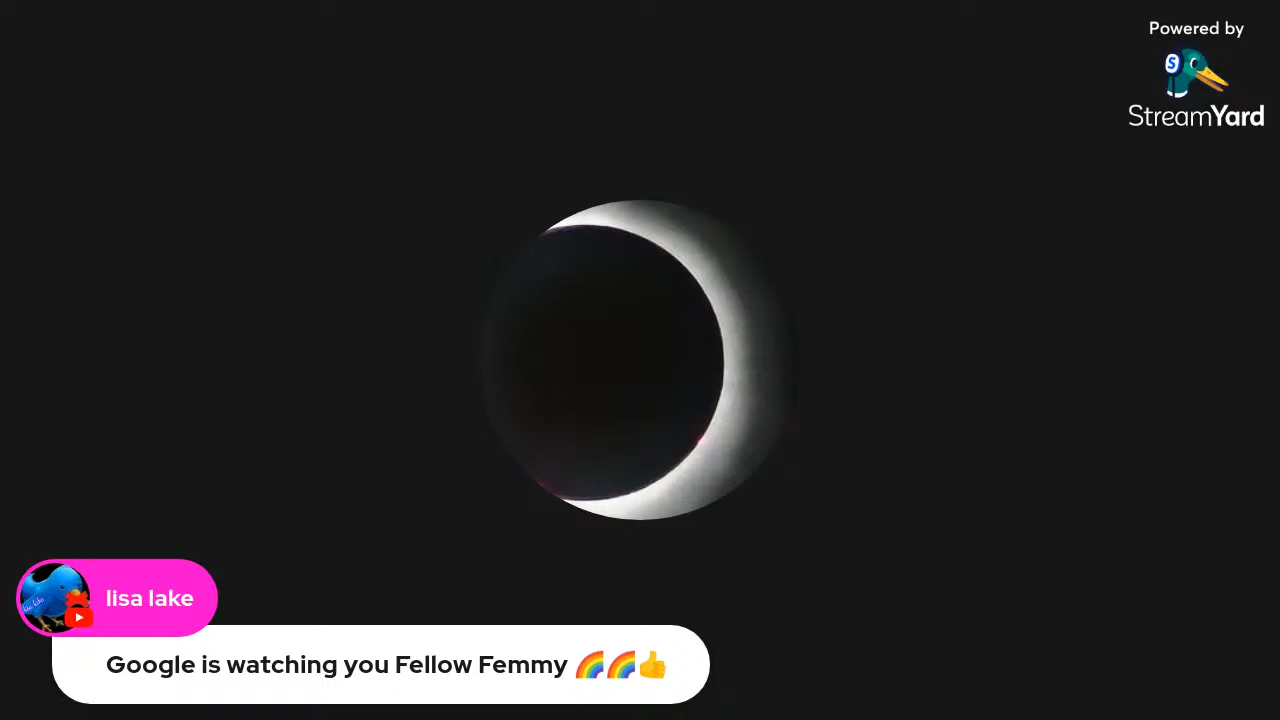 Powered by
S
StreamYard
lisa lake
Google is watching you Fellow Femmy 🌈🌈👍